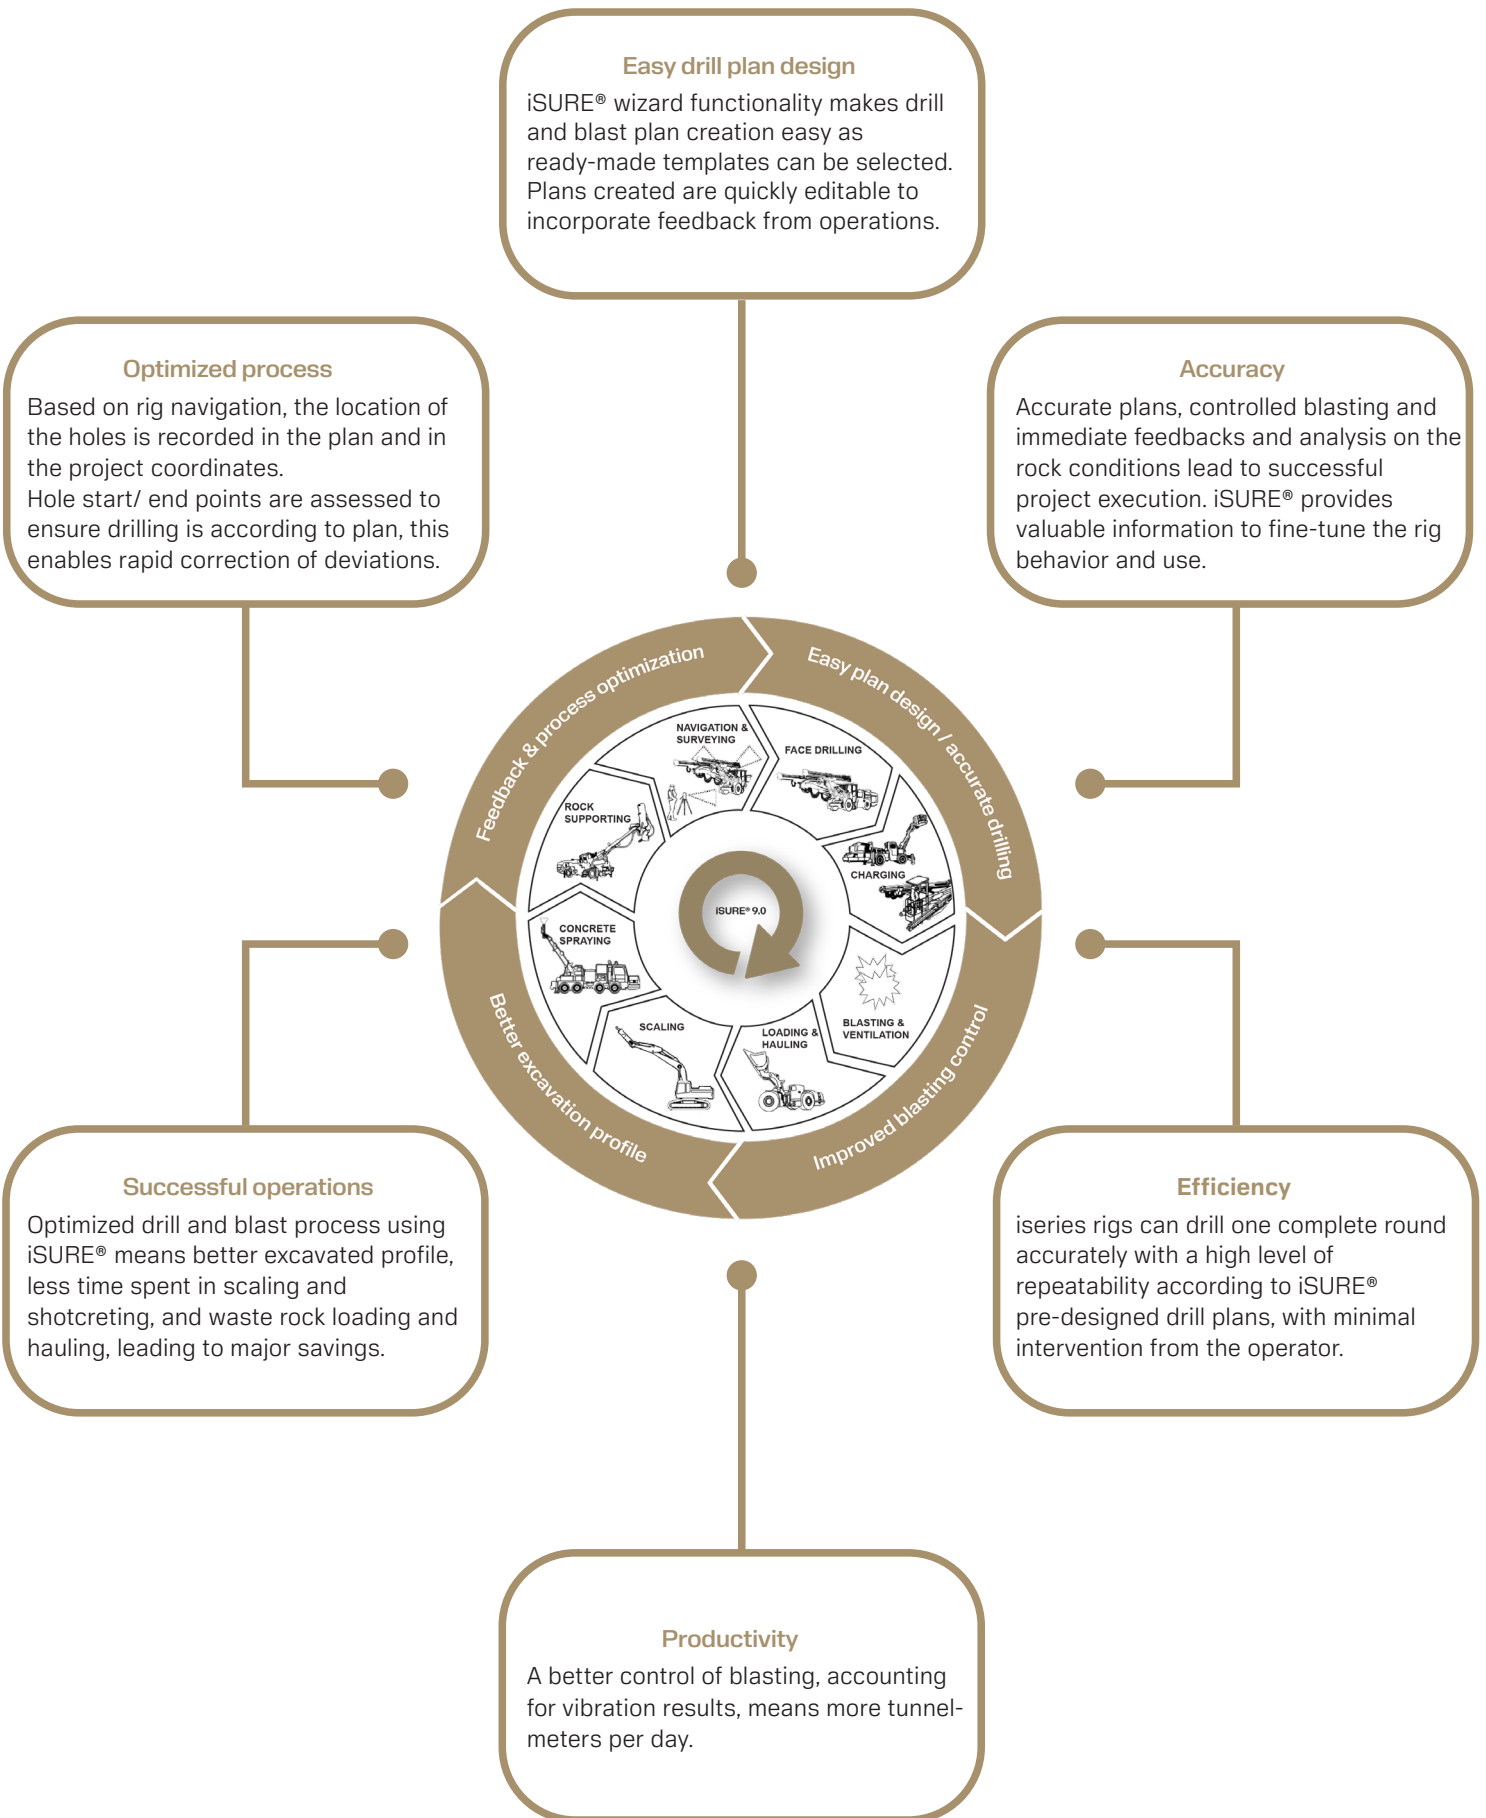 Easy drill plan design
iSURE® wizard functionality makes drill
and blast plan creation easy as
ready-made templates can be selected.
Plans created are quickly editable to
incorporate feedback from operations.
Optimized process
Based on rig navigation, the location of
the holes is recorded in the plan and in
the project coordinates.
Hole start/ end points are assessed to
ensure drilling is according to plan, this
enables rapid correction of deviations.
Accuracy
Accurate plans, controlled blasting and
immediate feedbacks and analysis on the
rock conditions lead to successful
project execution. iSURE® provides
valuable information to fine-tune the rig
behavior and use.
Feedback & process optimization
Easy plan design / accurate drilling
Improved blasting control
Better excavation profile
NAVIGATION &
SURVEYING
FACE DRILLING
CHARGING
BLASTING &
VENTILATION
LOADING &
HAULING
SCALING
CONCRETE
SPRAYING
ROCK
SUPPORTING
iSURE® 9.0
Successful operations
Optimized drill and blast process using
iSURE® means better excavated profile,
less time spent in scaling and
shotcreting, and waste rock loading and
hauling, leading to major savings.
Efficiency
iseries rigs can drill one complete round
accurately with a high level of
repeatability according to iSURE®
pre-designed drill plans, with minimal
intervention from the operator.
Productivity
A better control of blasting, accounting
for vibration results, means more tunnel-
meters per day.